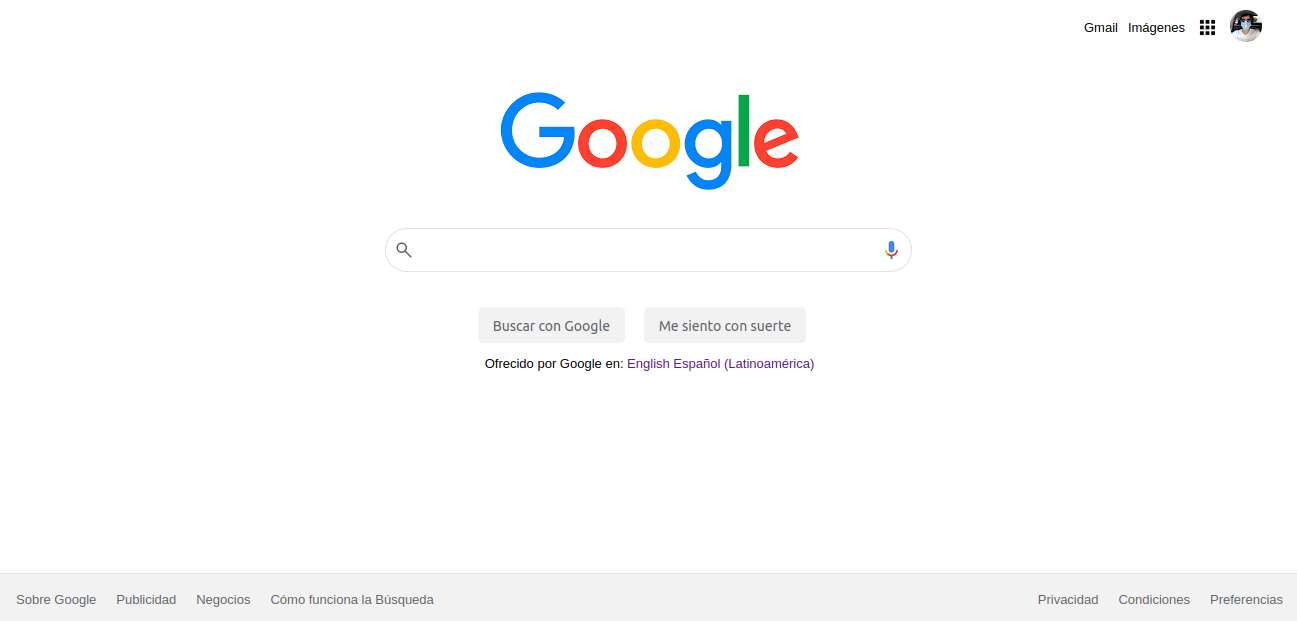 Gmail Imágenes
Google
Buscar con Google Me siento con suerte
Ofrecido por Google en: English Español (Latinoamérica)
Sobre Google Publicidad Negocios Cómo funciona la Búsqueda Privacidad Condiciones Preferencias